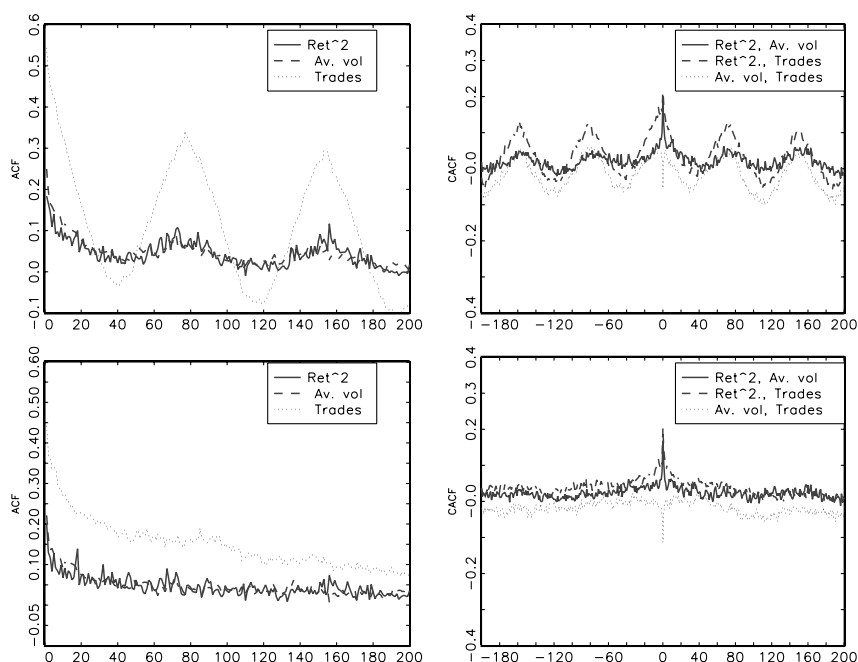 0.6
0.5
0.4
0.3
0.2
0.1
0.0
0.1
ACF
Ret^2
Av. vol
Trades
I 0 20 40 60 80 100 120 140 160 180 200
0.4
0.2
-0.0
-0.2
-0.4
CACF
Ret^2, Av. vol
Ret^2., Trades
Av. vol, Trades
I -180 -120 -60 0 40 80 120 160 200
0.60
0.50
0.40
0.30
0.20
0.10
-0.05
ACF
Ret^2
Av. vol
Trades
0 20 40 60 80 100 120 140 160 180 200
0.4
0.2
-0.0
-0.2
-0.4
CACF
Ret^2, Av. vol
Ret^2., Trades
Av. vol, Trades
I -180 -120 -60 0 40 80 120 160 200